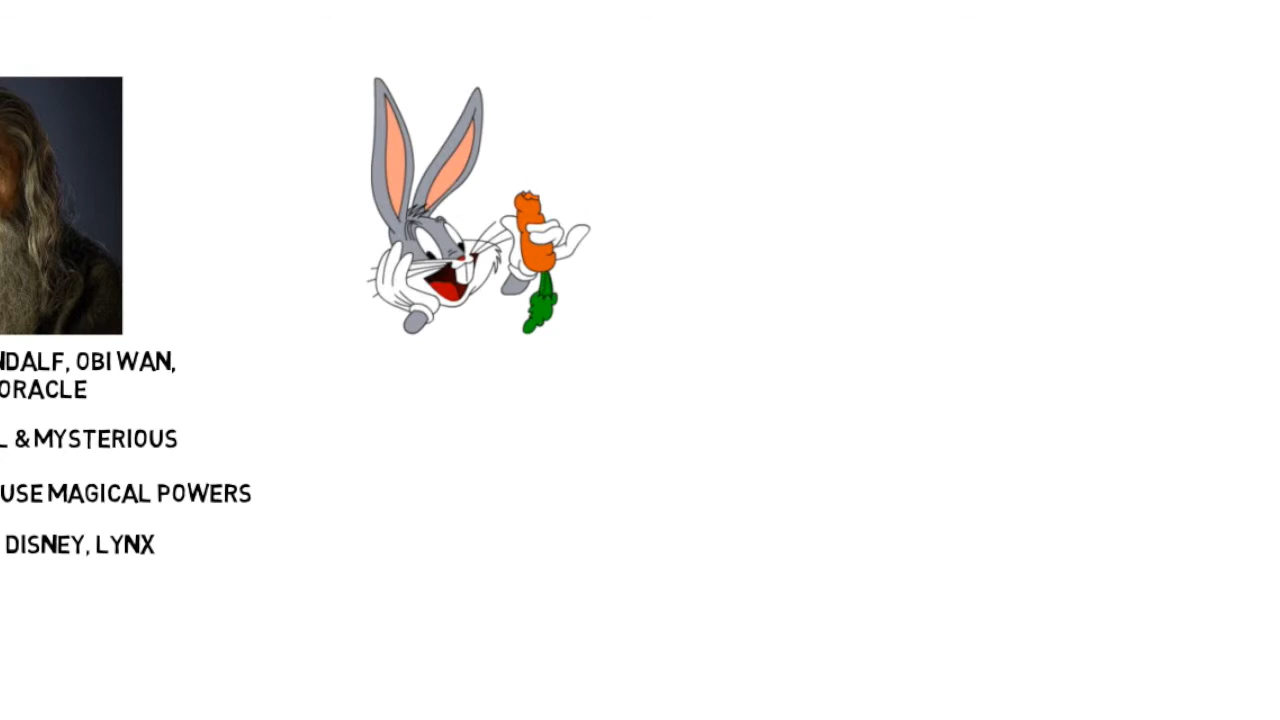 NDALF, OBI WAN,
ORACLE
L & MYSTERIOUS
USE MAGICAL POWERS
DISNEY, LYNX